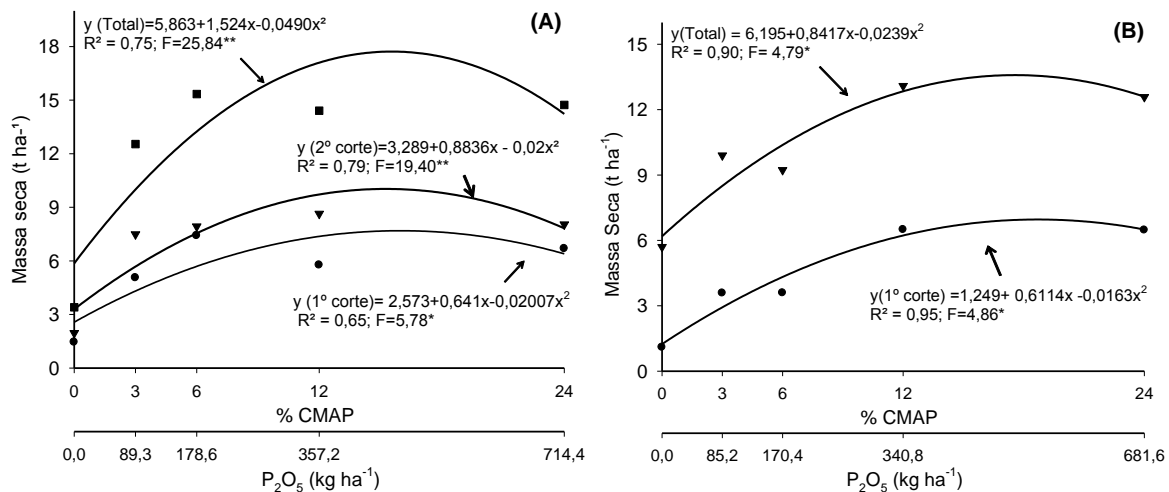 (A)
y (Total)=5,863+1,524x-0,0490x²
R² = 0,75; F=25,84**
y (2º corte)=3,289+0,8836x - 0,02x²
R² = 0,79; F=19,40**
y (1º corte)= 2,573+0,641x-0,02007x²
R² = 0,65; F=5,78*
Massa seca (t ha-¹)
18
15
12
9
6
3
0
0 3 6 12 24
% CMAP
0,0 89,3 178,6 357,2 714,4
P₂O₅ (kg ha⁻¹)
(B)
y(Total) = 6,195+0,8417x-0,0239x²
R² = 0,90; F= 4,79*
y(1º corte) =1,249+ 0,6114x -0,0163x²
R² = 0,95; F=4,86*
Massa Seca (t ha⁻¹)
15
12
9
6
3
0
0 3 6 12 24
% CMAP
0,0 85,2 170,4 340,8 681,6
P₂O₅ (kg ha⁻¹)